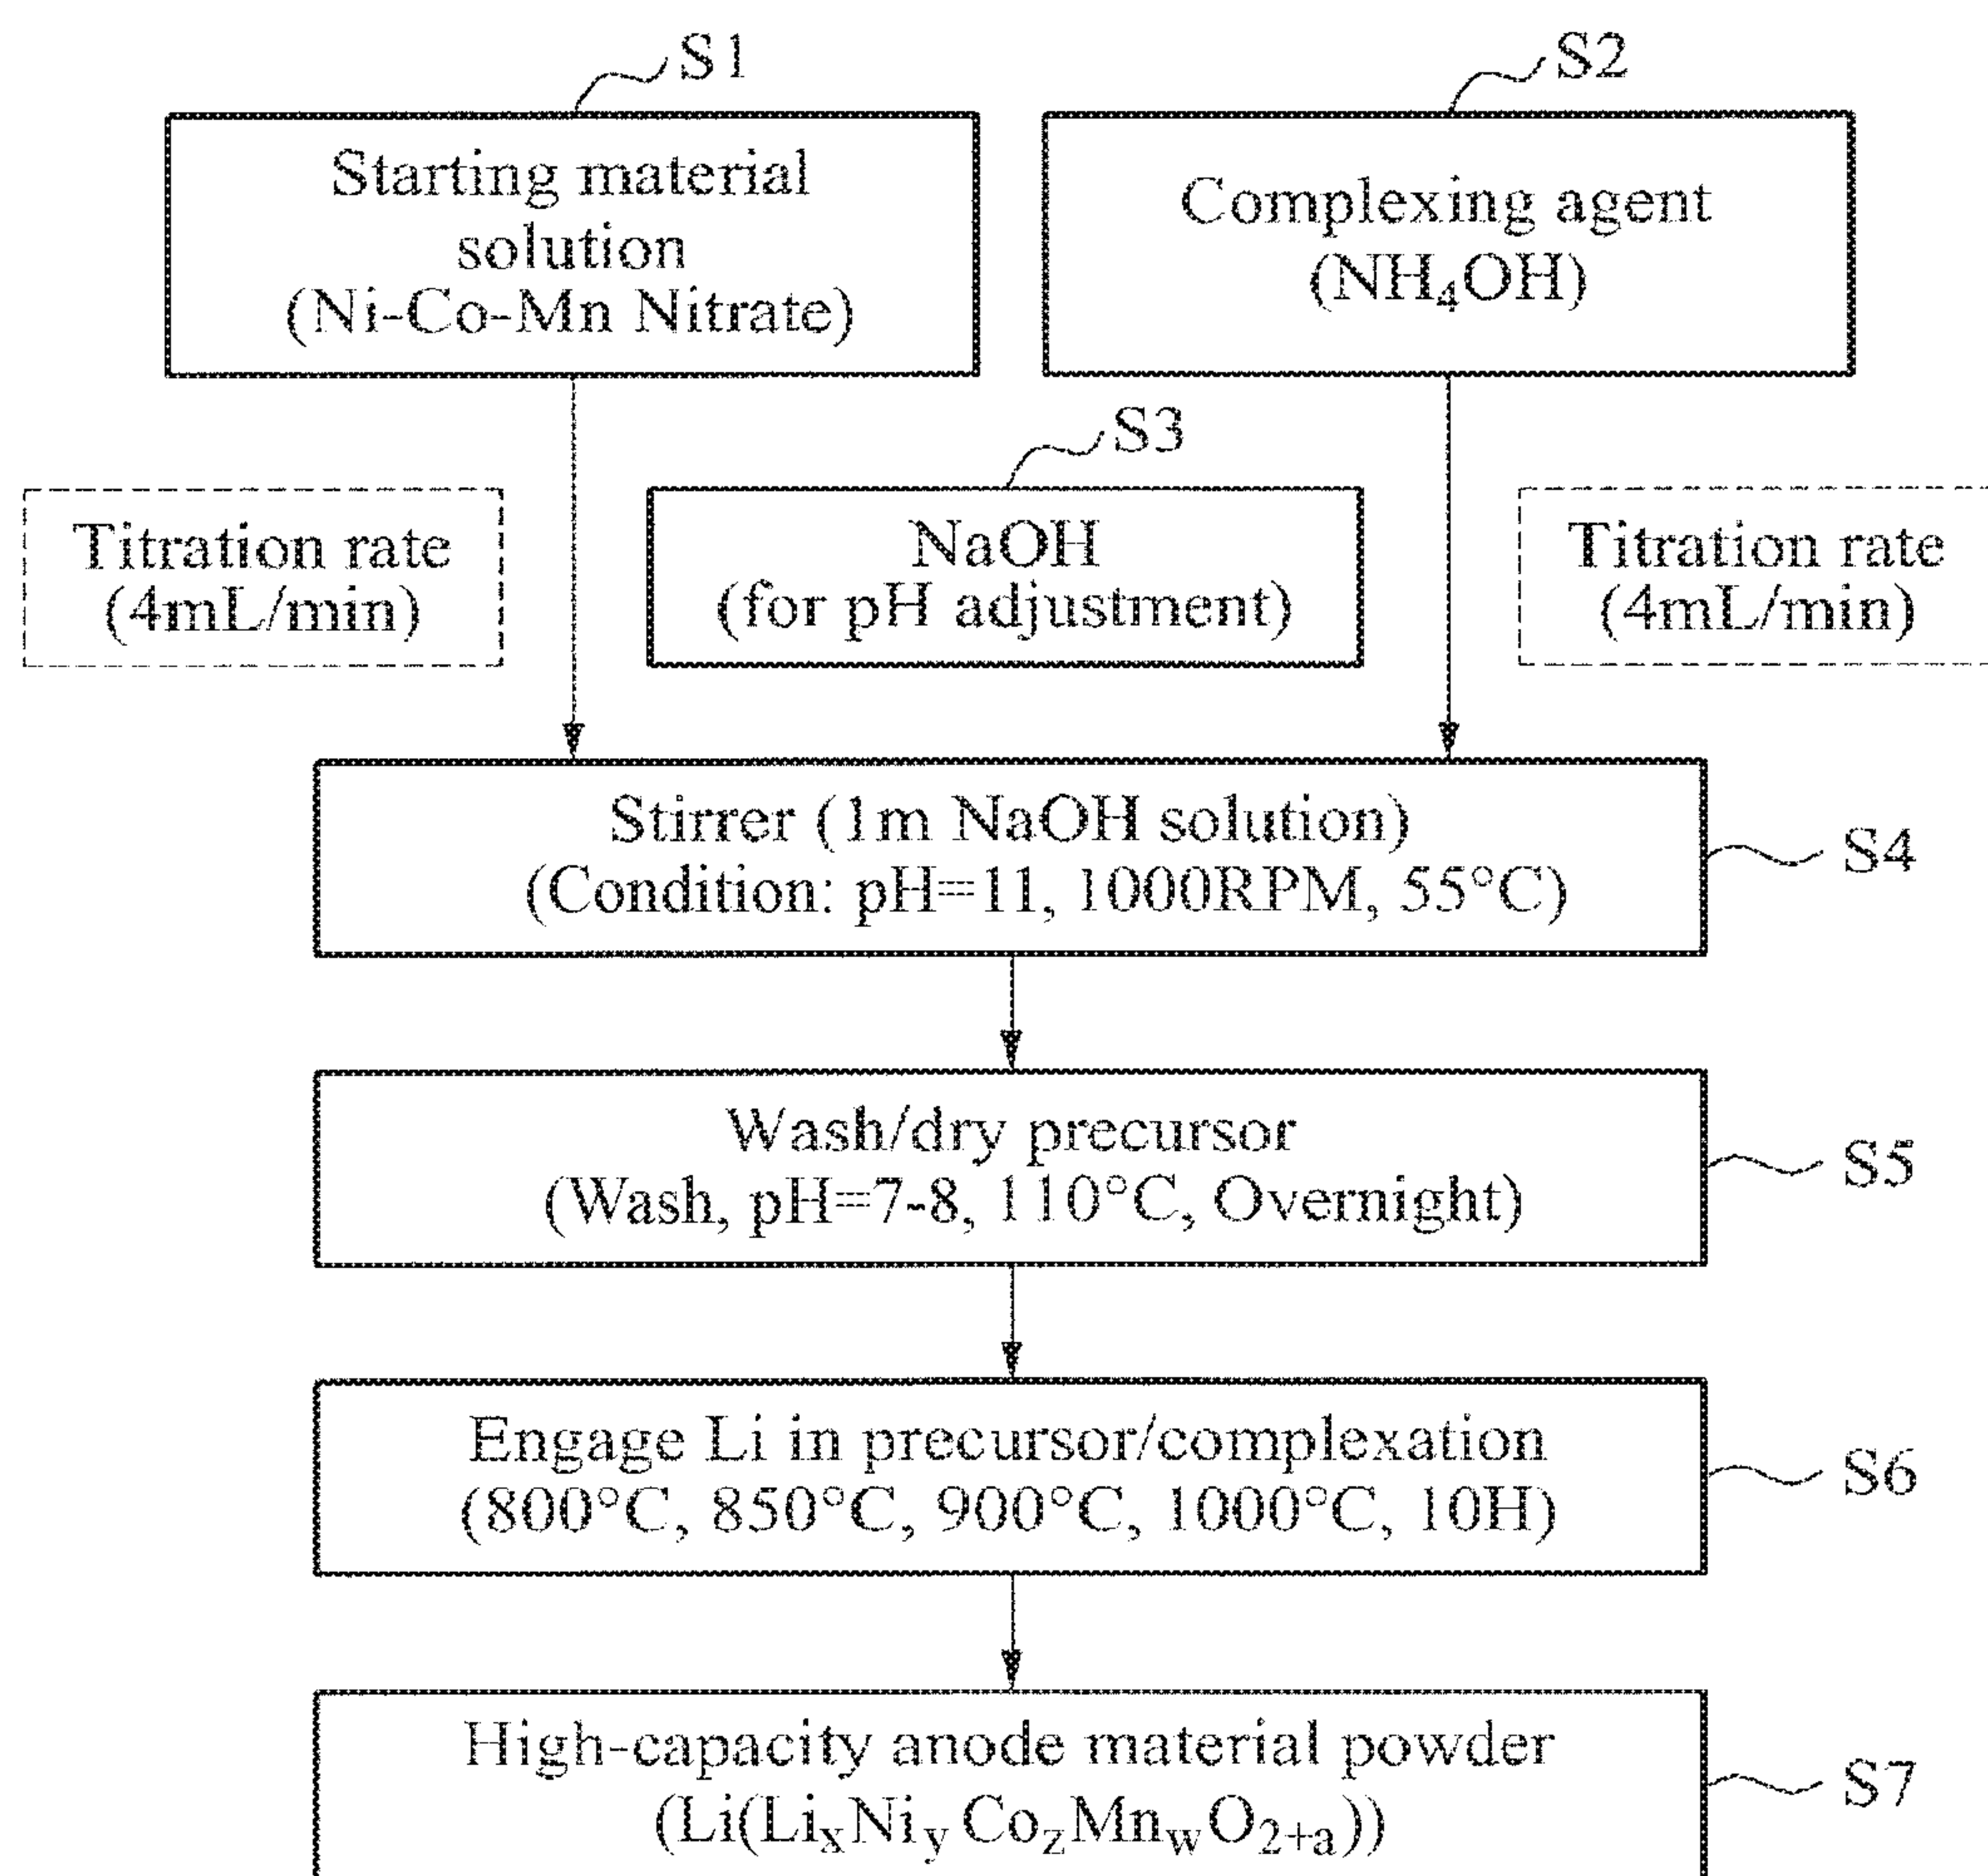 S1
S2
Starting material
solution
(Ni-Co-Mn Nitrate)
Complexing agent
(NH₄OH)
S3
Titration rate
(4mL/min)
NaOH
(for pH adjustment)
Titration rate
(4mL/min)
Stirrer (1m NaOH solution)
(Condition: pH=11, 1000RPM, 55°C)
S4
Wash/dry precursor
(Wash, pH=7-8, 110°C, Overnight)
S5
Engage Li in precursor/complexation
(800°C, 850°C, 900°C, 1000°C, 10H)
S6
High-capacity anode material powder
(Li(LiₓNiᵧCo_zMn_wO₂₊ₐ))
S7